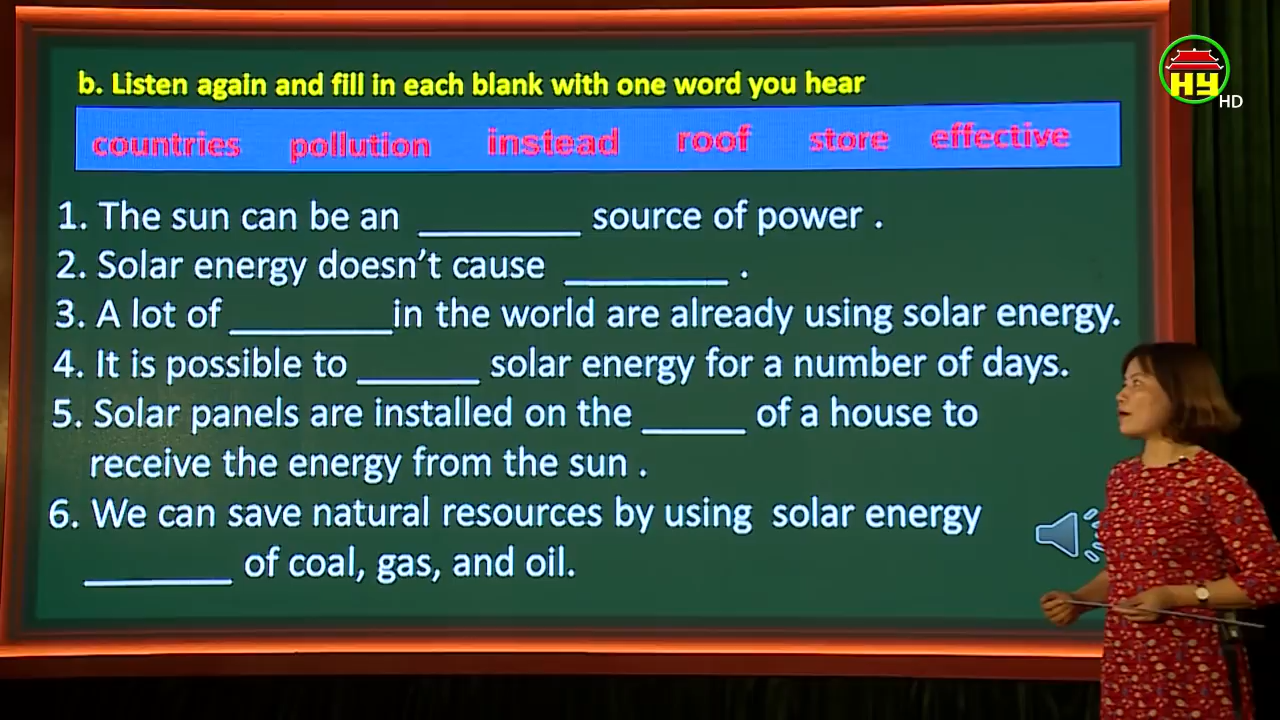 b. Listen again and fill in each blank with one word you hear
countries pollution instead roof store effective
1. The sun can be an ________ source of power .
2. Solar energy doesn't cause ________ .
3. A lot of ________in the world are already using solar energy.
4. It is possible to ______ solar energy for a number of days.
5. Solar panels are installed on the _____ of a house to
receive the energy from the sun .
6. We can save natural resources by using solar energy
_______ of coal, gas, and oil.
HY
HD